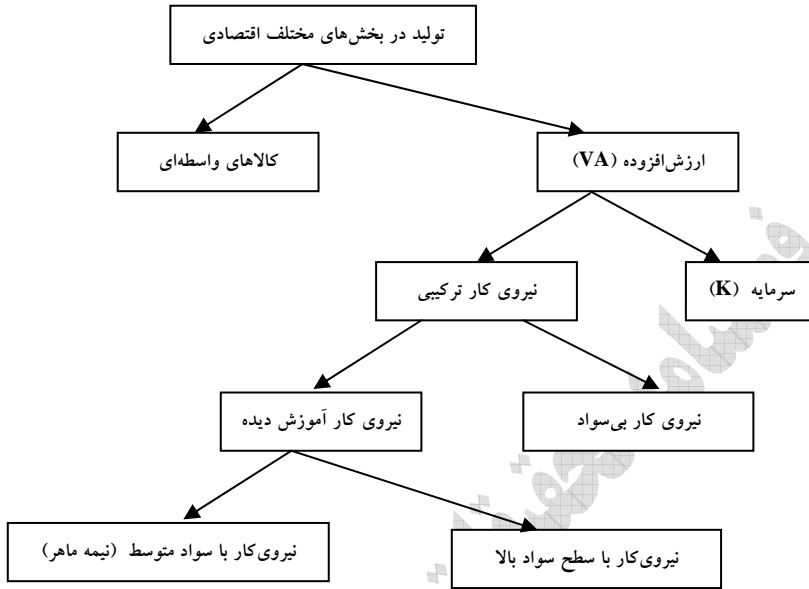 تولید در بخش‌های مختلف اقتصادی
ارزش‌افزوده (VA)
کالاهای واسطه‌ای
سرمایه (K)
نیروی کار ترکیبی
نیروی کار بی‌سواد
نیروی کار آموزش دیده
نیروی‌کار با سطح سواد بالا
نیروی‌کار با سواد متوسط (نیمه ماهر)